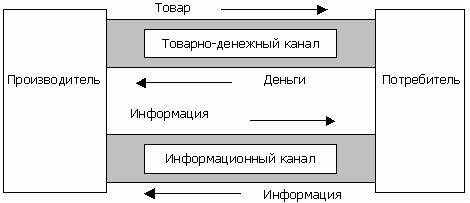 Товар
Товарно-денежный канал
Производитель
Деньги
Потребитель
Информация
Информационный канал
Информация